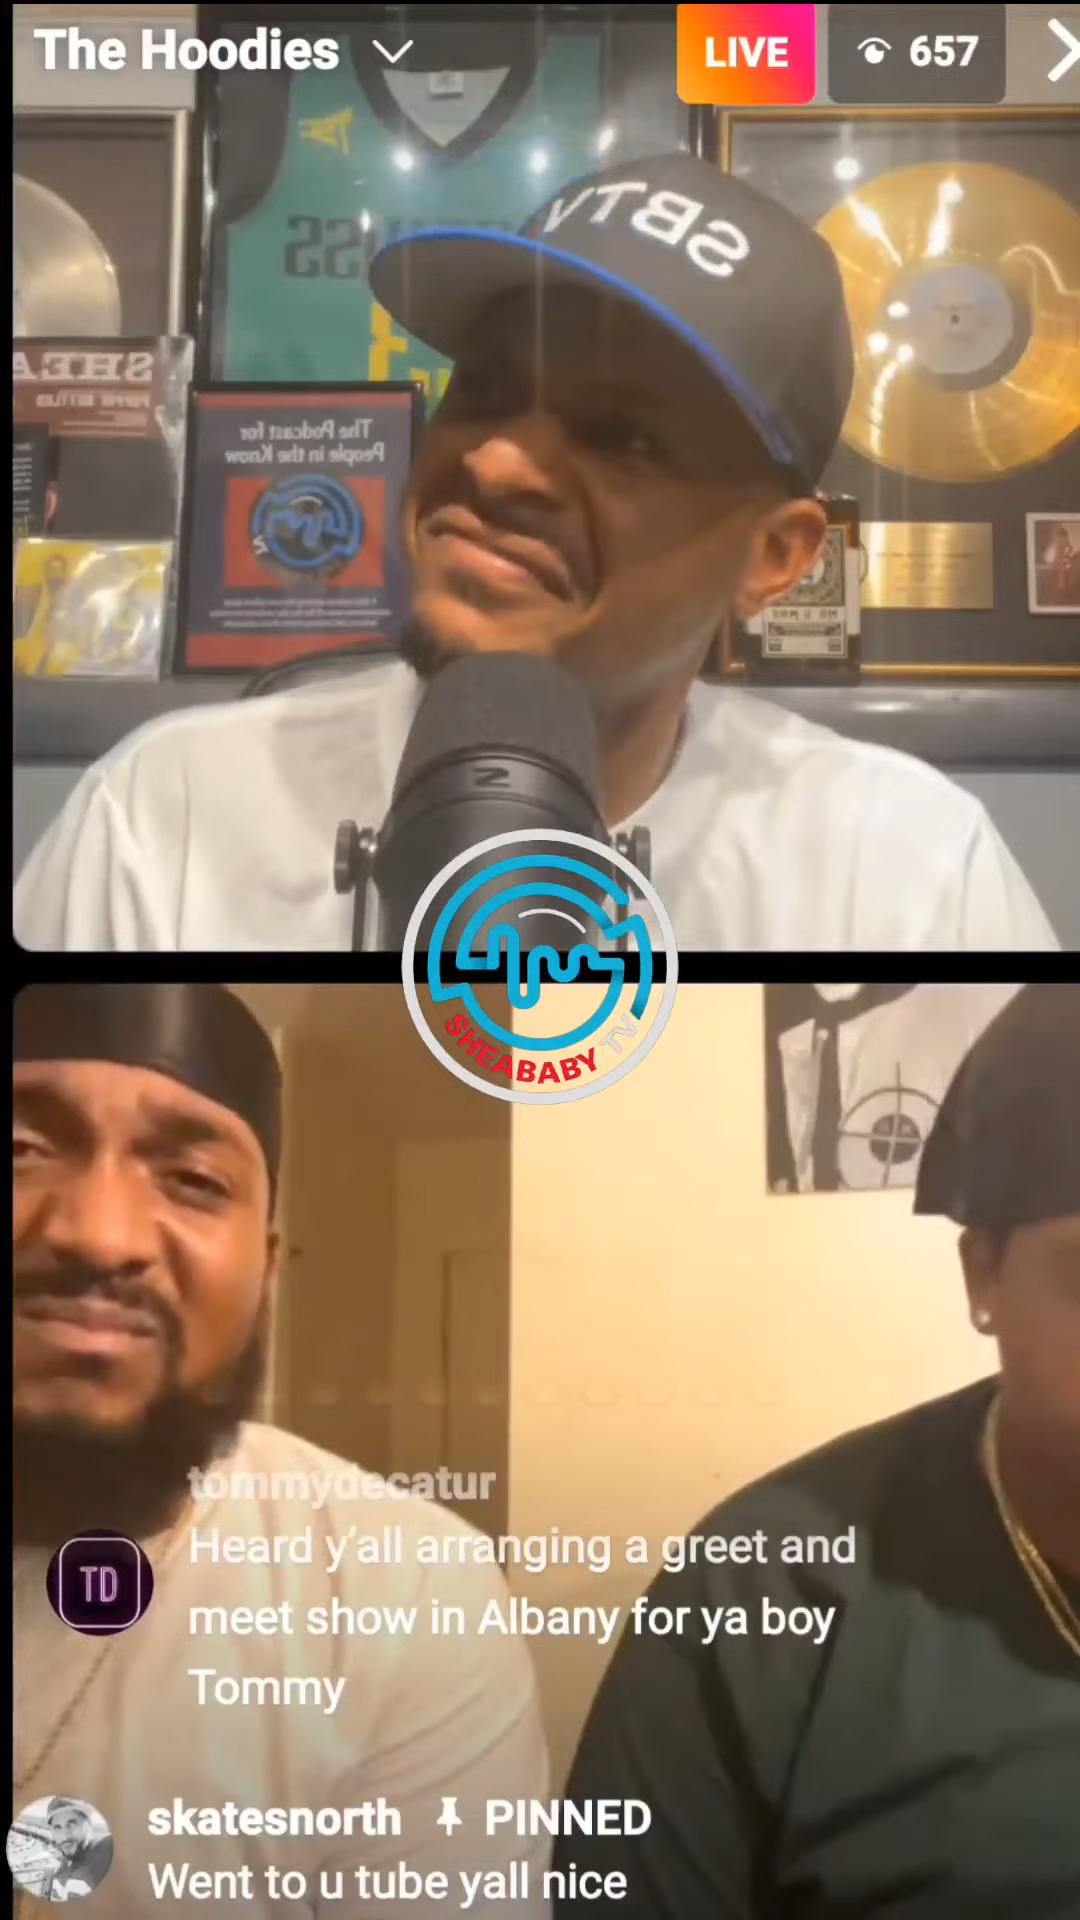 The Hoodies
LIVE
657
SBTV
SHEA
The Podcast for
People in the Know
SHEABABY TV
tommydecatur
Heard y'all arranging a greet and
meet show in Albany for ya boy
Tommy
TD
skatesnorth PINNED
Went to u tube yall nice